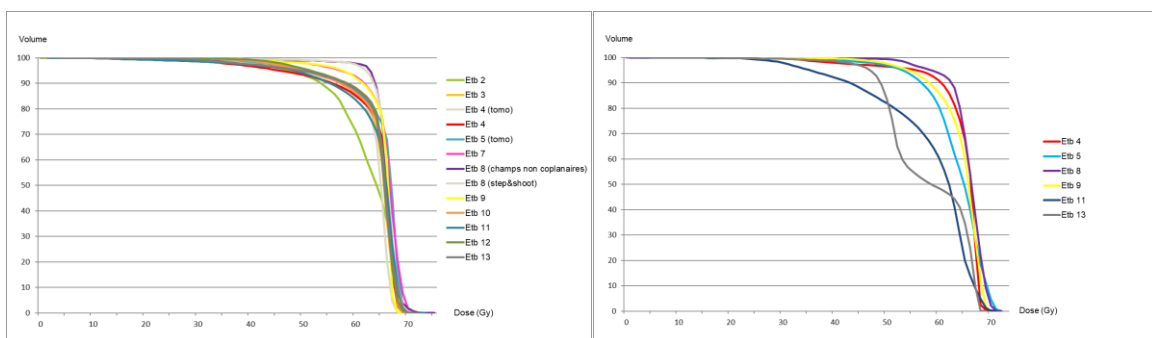 Volume
100
90
80
70
60
50
40
30
20
10
0
0 10 20 30 40 50 60 70
Dose (Gy)
Etb 2
Etb 3
Etb 4 (tomo)
Etb 4
Etb 5 (tomo)
Etb 7
Etb 8 (champs non coplanaires)
Etb 8 (step&shoot)
Etb 9
Etb 10
Etb 11
Etb 12
Etb 13
Volume
100
90
80
70
60
50
40
30
20
10
0
0 10 20 30 40 50 60 70
Dose (Gy)
Etb 4
Etb 5
Etb 8
Etb 9
Etb 11
Etb 13